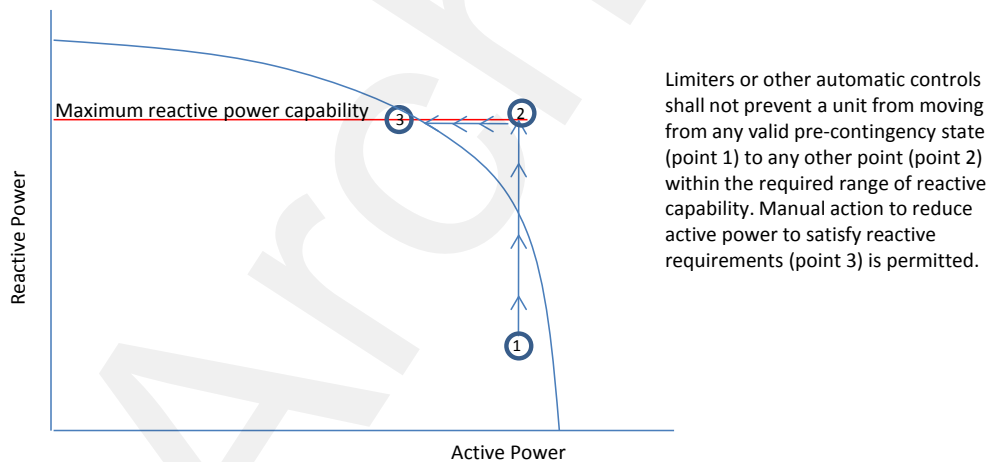 Maximum reactive power capability
3
2
1
Reactive Power
Active Power
Limiters or other automatic controls
shall not prevent a unit from moving
from any valid pre-contingency state
(point 1) to any other point (point 2)
within the required range of reactive
capability. Manual action to reduce
active power to satisfy reactive
requirements (point 3) is permitted.